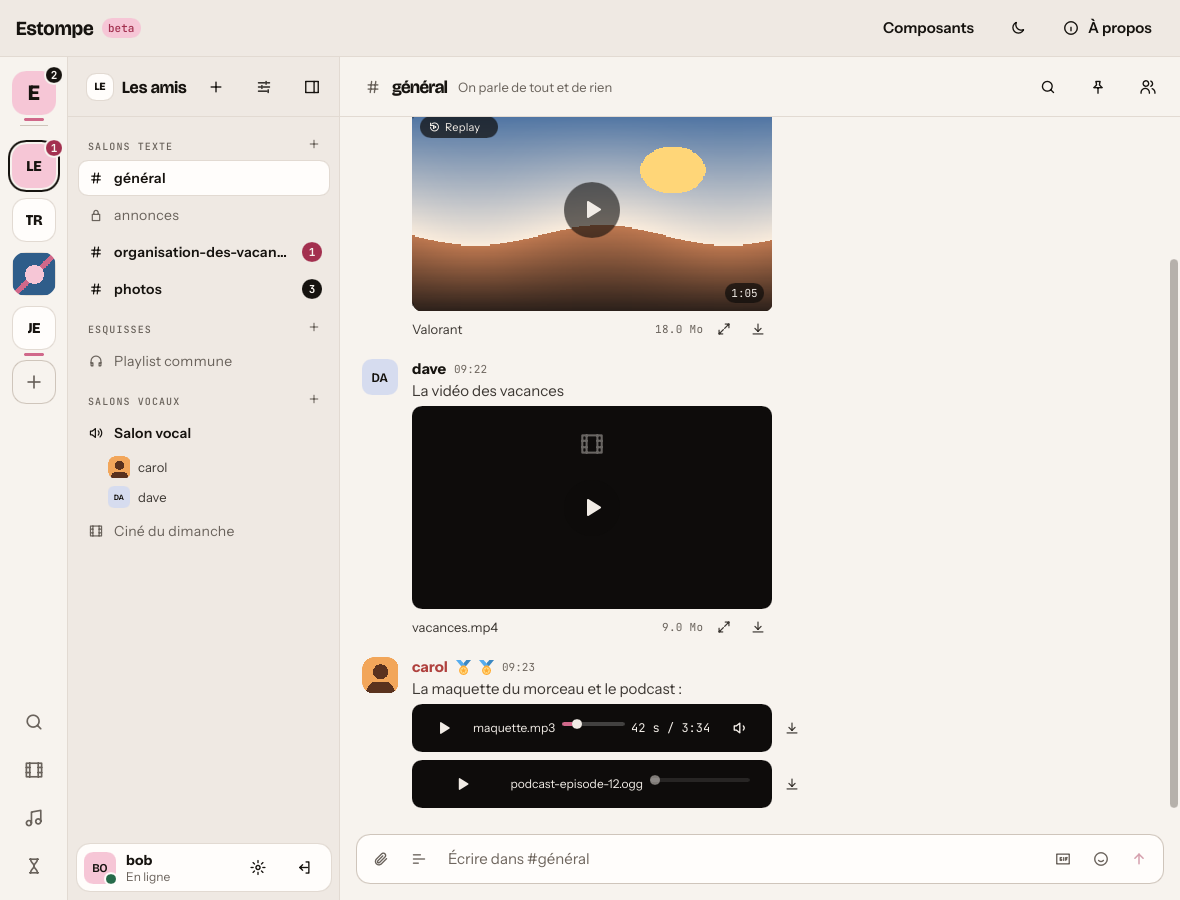 Estompe beta
Composants
À propos
E
2
LE
1
TR
JE
LE Les amis
SALONS TEXTE
général
annonces
organisation-des-vacan… 1
photos 3
ESQUISSES
Playlist commune
SALONS VOCAUX
Salon vocal
carol
DA dave
Ciné du dimanche
BO
bob
En ligne
# général On parle de tout et de rien
Replay
1:05
Valorant 18.0 Mo
DA dave 09:22
La vidéo des vacances
vacances.mp4 9.0 Mo
carol 09:23
La maquette du morceau et le podcast :
maquette.mp3 42 s / 3:34
podcast-episode-12.ogg
Écrire dans #général
GIF